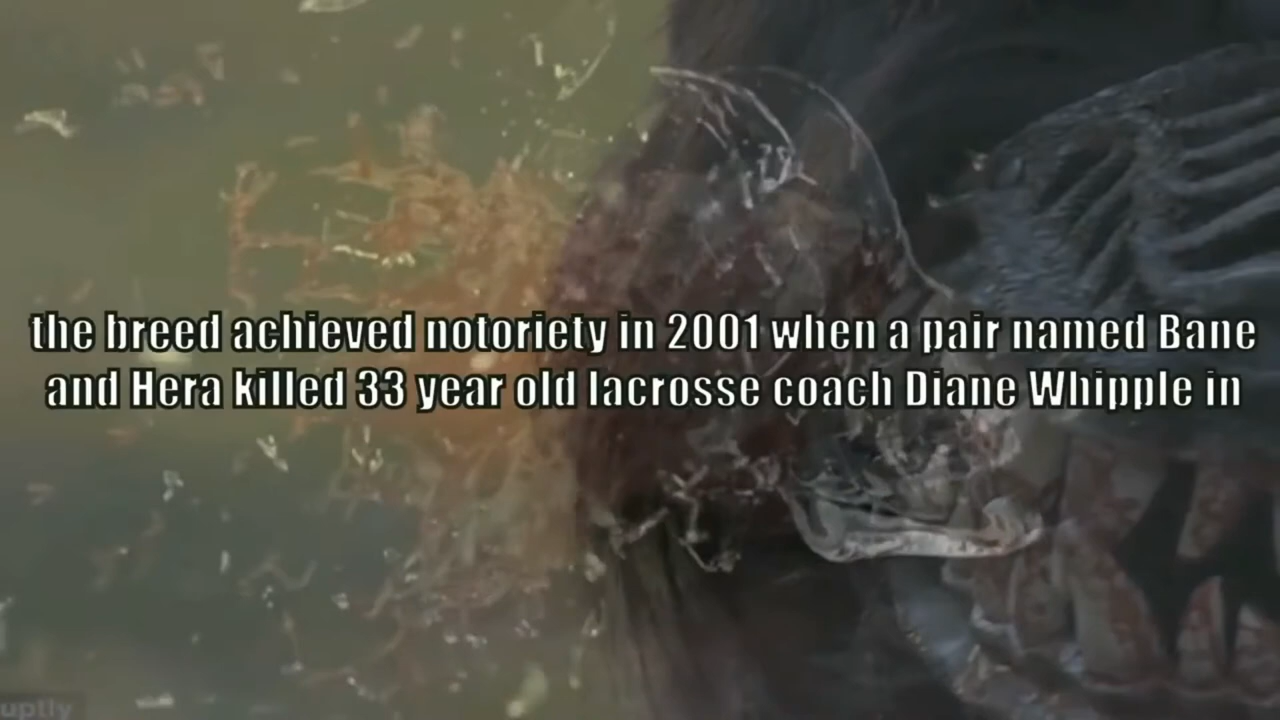 the breed achieved notoriety in 2001 when a pair named Bane
and Hera killed 33 year old lacrosse coach Diane Whipple in
uptly